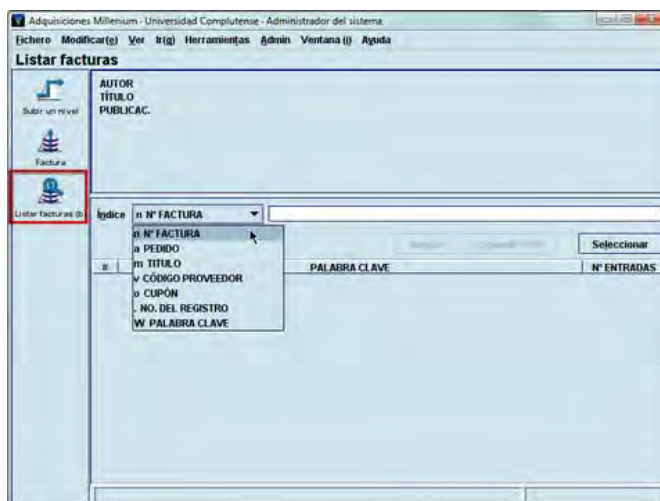 Adquisiciones Millenium - Universidad Complutense - Administrador del sistema
Fichero Modificar(e) Ver Ir(g) Herramientas Admin Ventana (i) Ayuda
Listar facturas
Subir un nivel
Factura
Listar facturas (b
AUTOR
TÍTULO
PUBLICAC.
Índice n Nº FACTURA
n Nº FACTURA
a PEDIDO
m TITULO
v CÓDIGO PROVEEDOR
o CUPÓN
. NO. DEL REGISTRO
W PALABRA CLAVE
Seleccionar
# PALABRA CLAVE Nº ENTRADAS